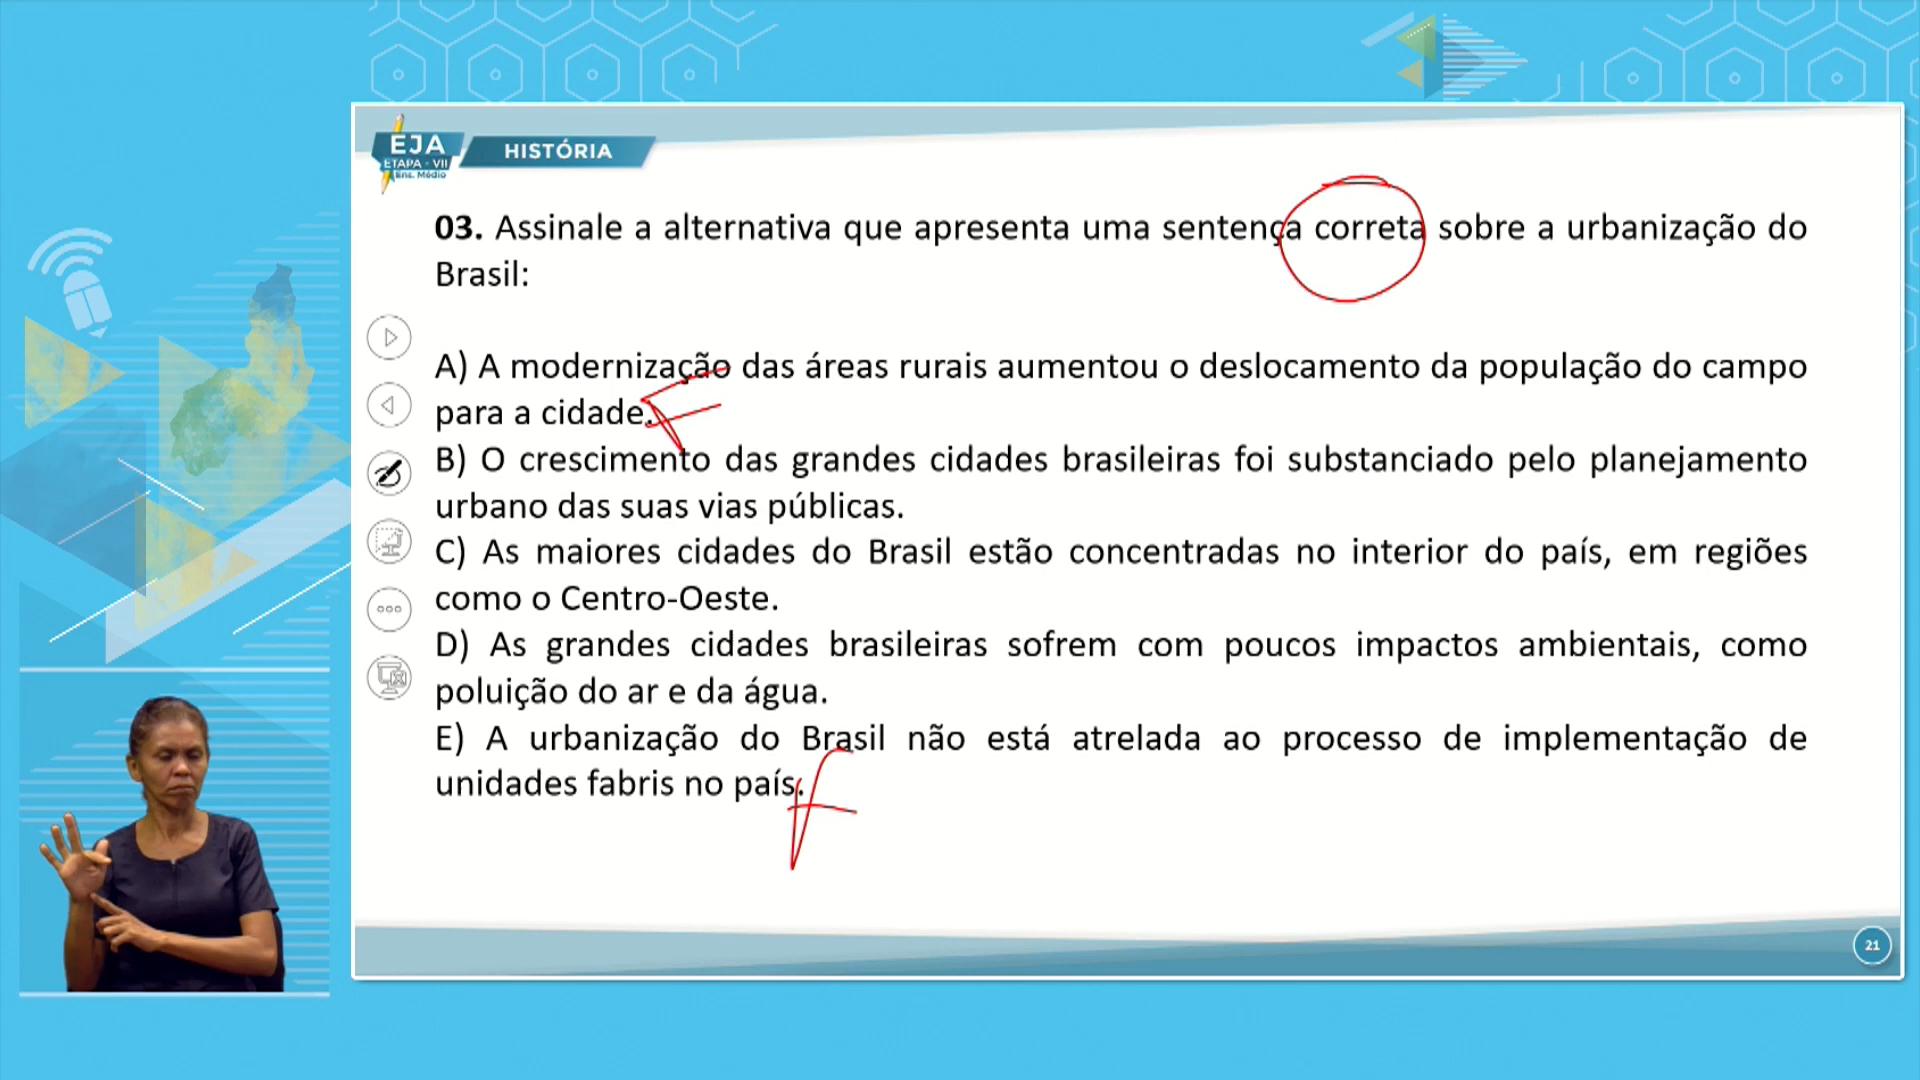 EJA
ETAPA - VII
Ens. Médio
HISTÓRIA
03. Assinale a alternativa que apresenta uma sentença correta sobre a urbanização do
Brasil:
A) A modernização das áreas rurais aumentou o deslocamento da população do campo
para a cidade.
F
B) O crescimento das grandes cidades brasileiras foi substanciado pelo planejamento
urbano das suas vias públicas.
C) As maiores cidades do Brasil estão concentradas no interior do país, em regiões
como o Centro-Oeste.
D) As grandes cidades brasileiras sofrem com poucos impactos ambientais, como
poluição do ar e da água.
E) A urbanização do Brasil não está atrelada ao processo de implementação de
unidades fabris no país.
f
21